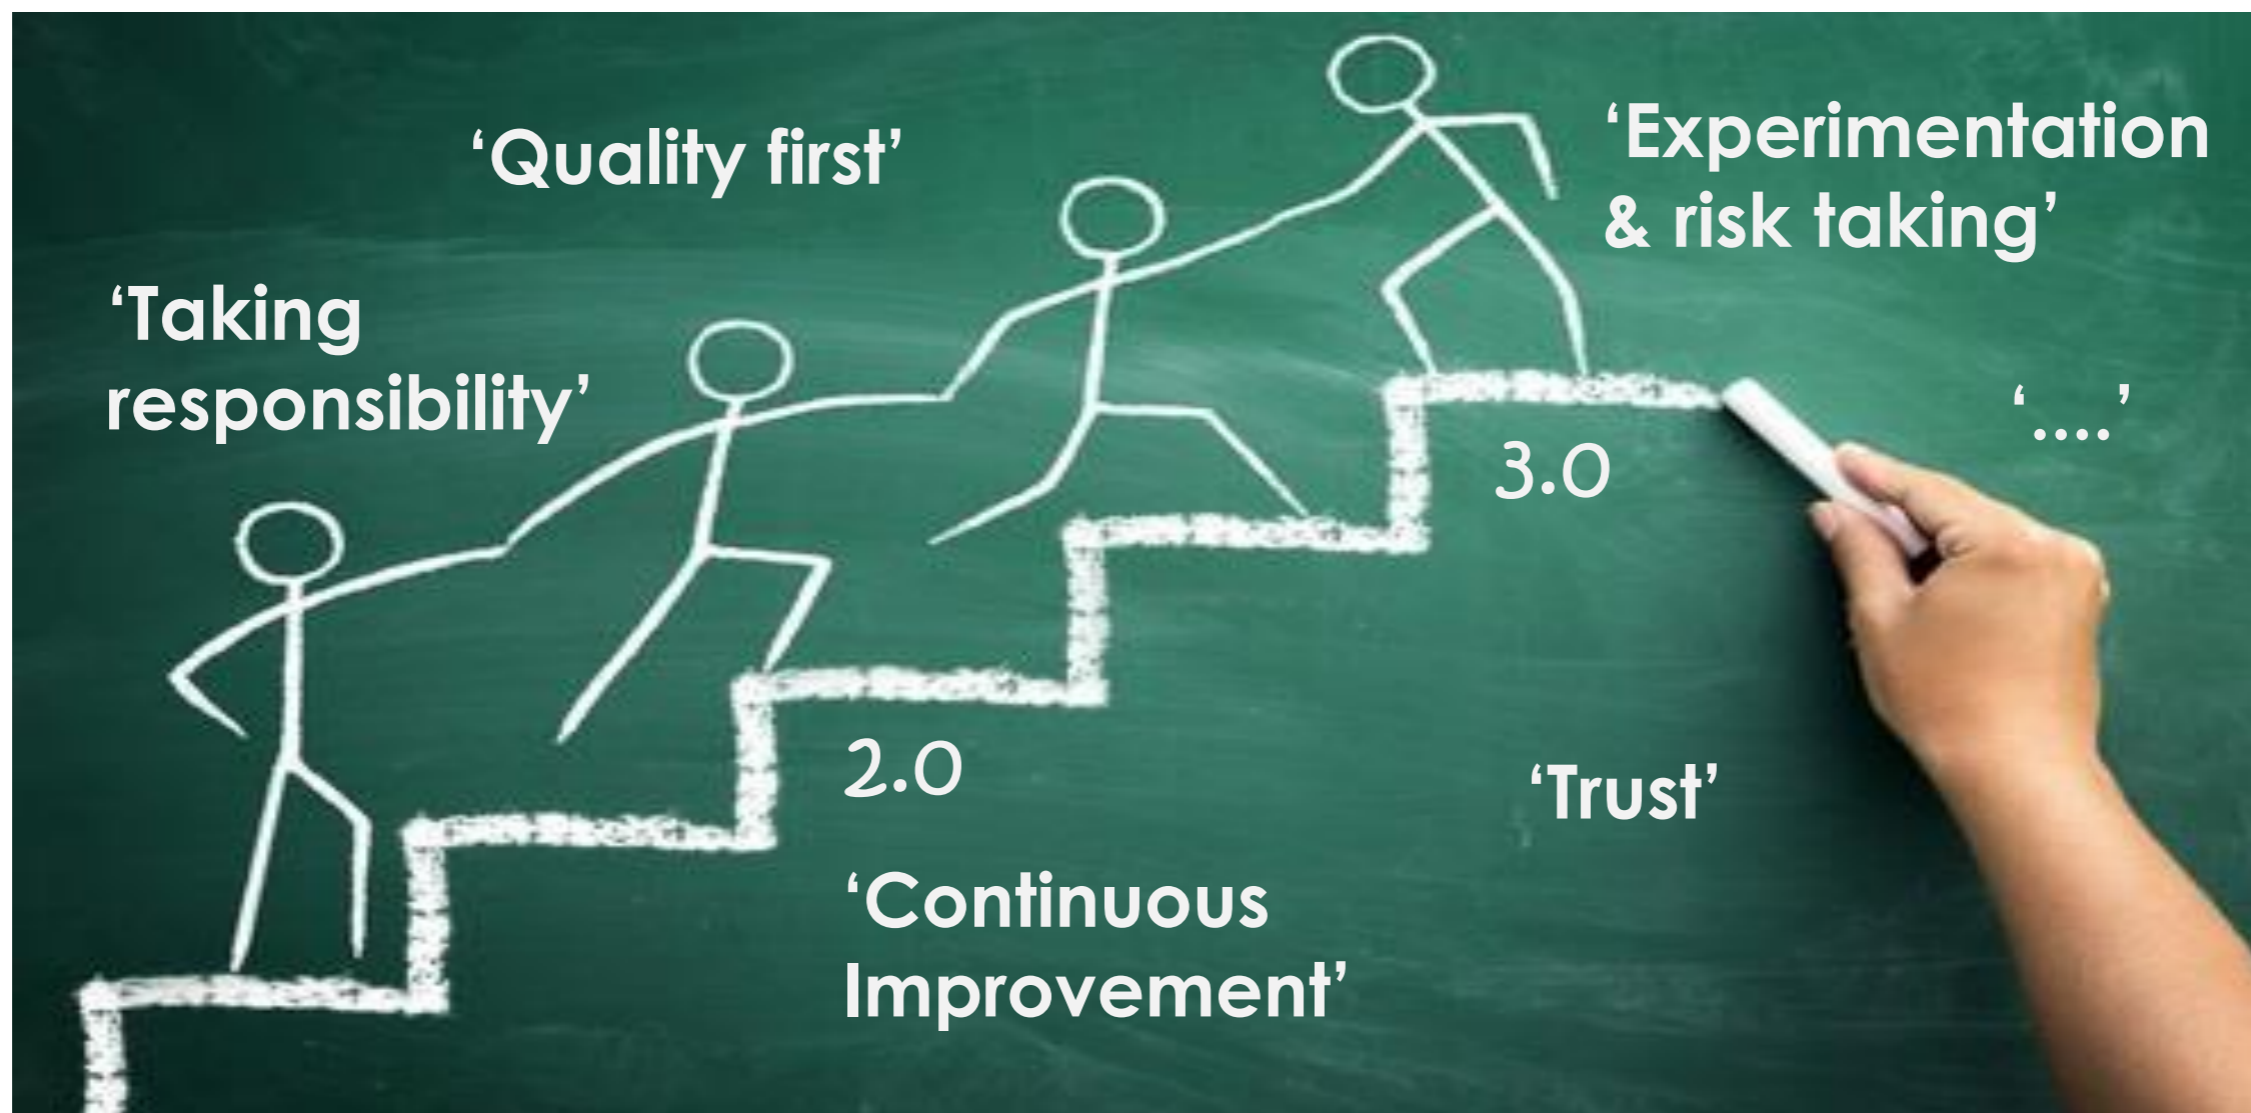 ‘Quality first’
‘Experimentation
& risk taking’
‘Taking
responsibility’
‘....’
3.0
2.0
‘Trust’
‘Continuous
Improvement’